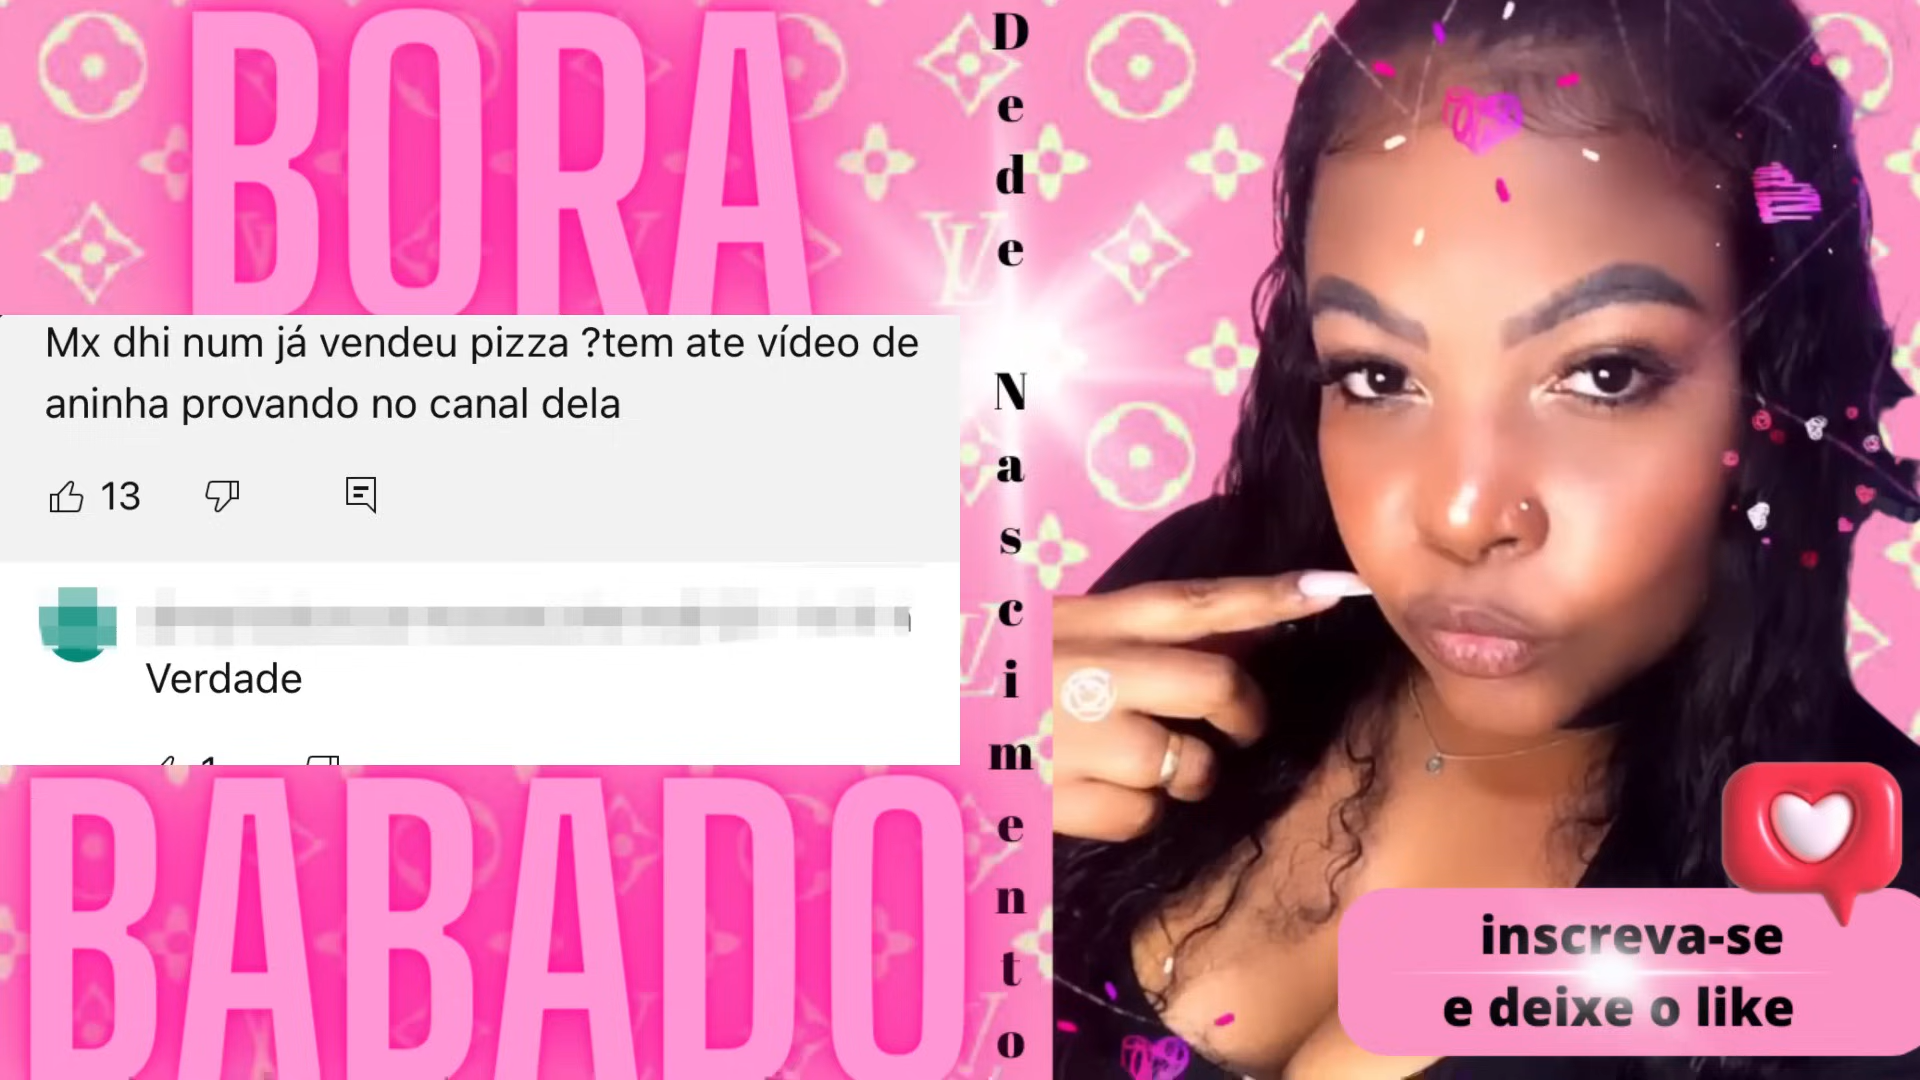 BORA
Mx dhi num já vendeu pizza ?tem ate vídeo de
aninha provando no canal dela
13
Verdade
1
BABADO
Dede Nascimento
inscreva-se
e deixe o like